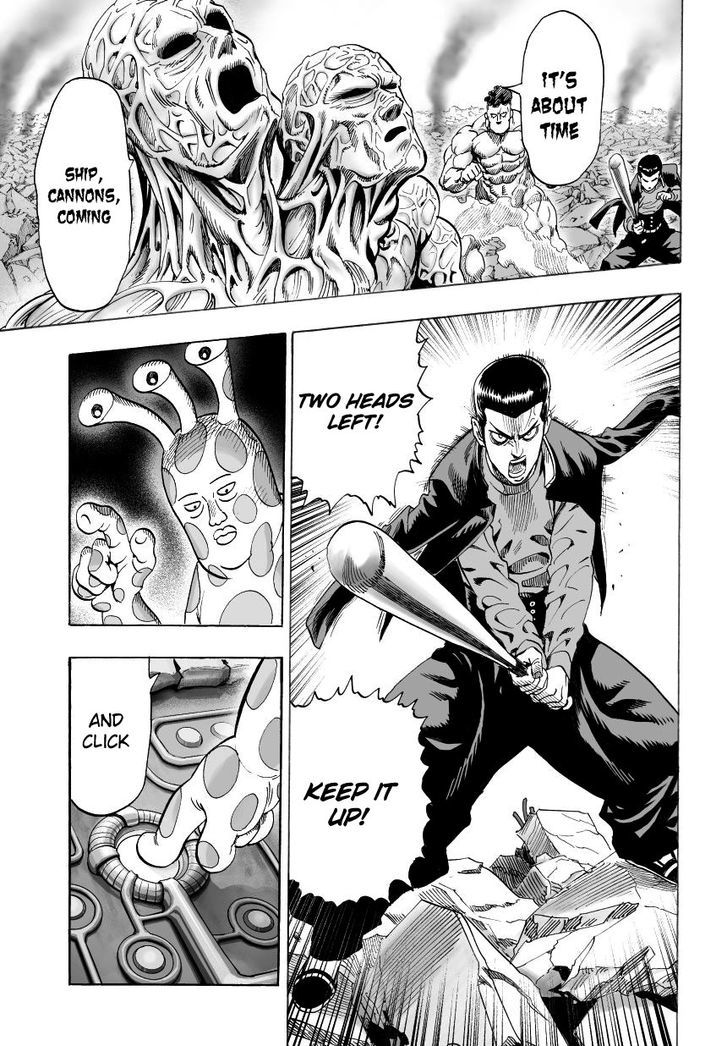 IT'S
ABOUT
TIME
SHIP,
CANNONS,
COMING
TWO HEADS
LEFT!
KEEP IT
UP!
AND
CLICK